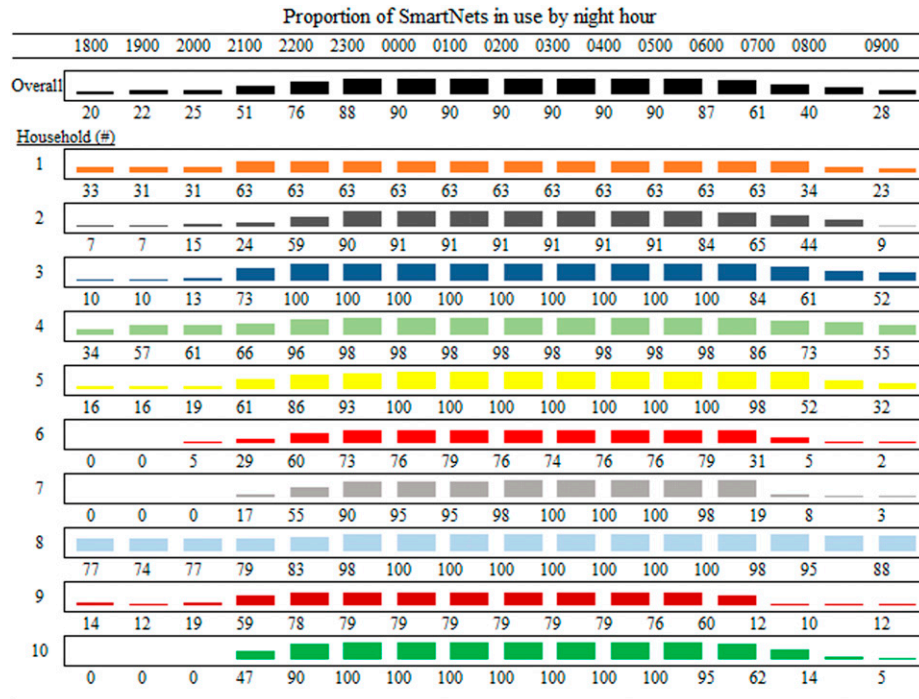 Proportion of SmartNets in use by night hour
1800 1900 2000 2100 2200 2300 0000 0100 0200 0300 0400 0500 0600 0700 0800 0900
Overall
20 22 25 51 76 88 90 90 90 90 90 90 87 61 40 28
Household (#)
1
33 31 31 63 63 63 63 63 63 63 63 63 63 63 34 23
2
7 7 15 24 59 90 91 91 91 91 91 91 84 65 44 9
3
10 10 13 73 100 100 100 100 100 100 100 100 100 84 61 52
4
34 57 61 66 96 98 98 98 98 98 98 98 98 86 73 55
5
16 16 19 61 86 93 100 100 100 100 100 100 100 98 52 32
6
0 0 5 29 60 73 76 79 76 74 76 76 79 31 5 2
7
0 0 0 17 55 90 95 95 98 100 100 100 98 19 8 3
8
77 74 77 79 83 98 100 100 100 100 100 100 100 98 95 88
9
14 12 19 59 78 79 79 79 79 79 79 76 60 12 10 12
10
0 0 0 47 90 100 100 100 100 100 100 100 95 62 14 5